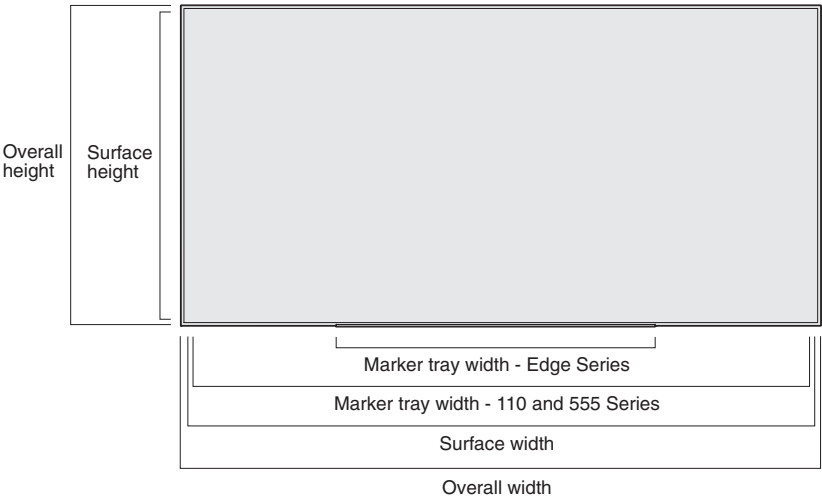 Overall
height
Surface
height
Marker tray width - Edge Series
Marker tray width - 110 and 555 Series
Surface width
Overall width